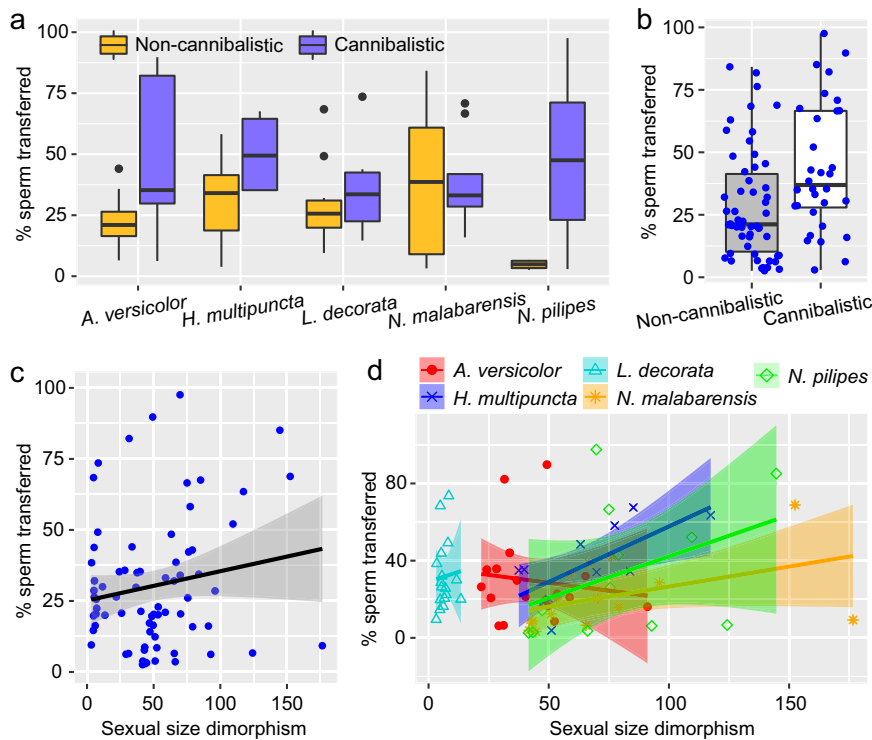 a
100
75
50
25
0
% sperm transferred
Non-cannibalistic
Cannibalistic
A. versicolor
H. multipuncta
L. decorata
N. malabarensis
N. pilipes
b
100
75
50
25
0
% sperm transferred
Non-cannibalistic
Cannibalistic
c
100
75
50
25
0
% sperm transferred
0
50
100
150
Sexual size dimorphism
d
A. versicolor
L. decorata
N. pilipes
H. multipuncta
N. malabarensis
80
40
0
% sperm transferred
0
50
100
150
Sexual size dimorphism